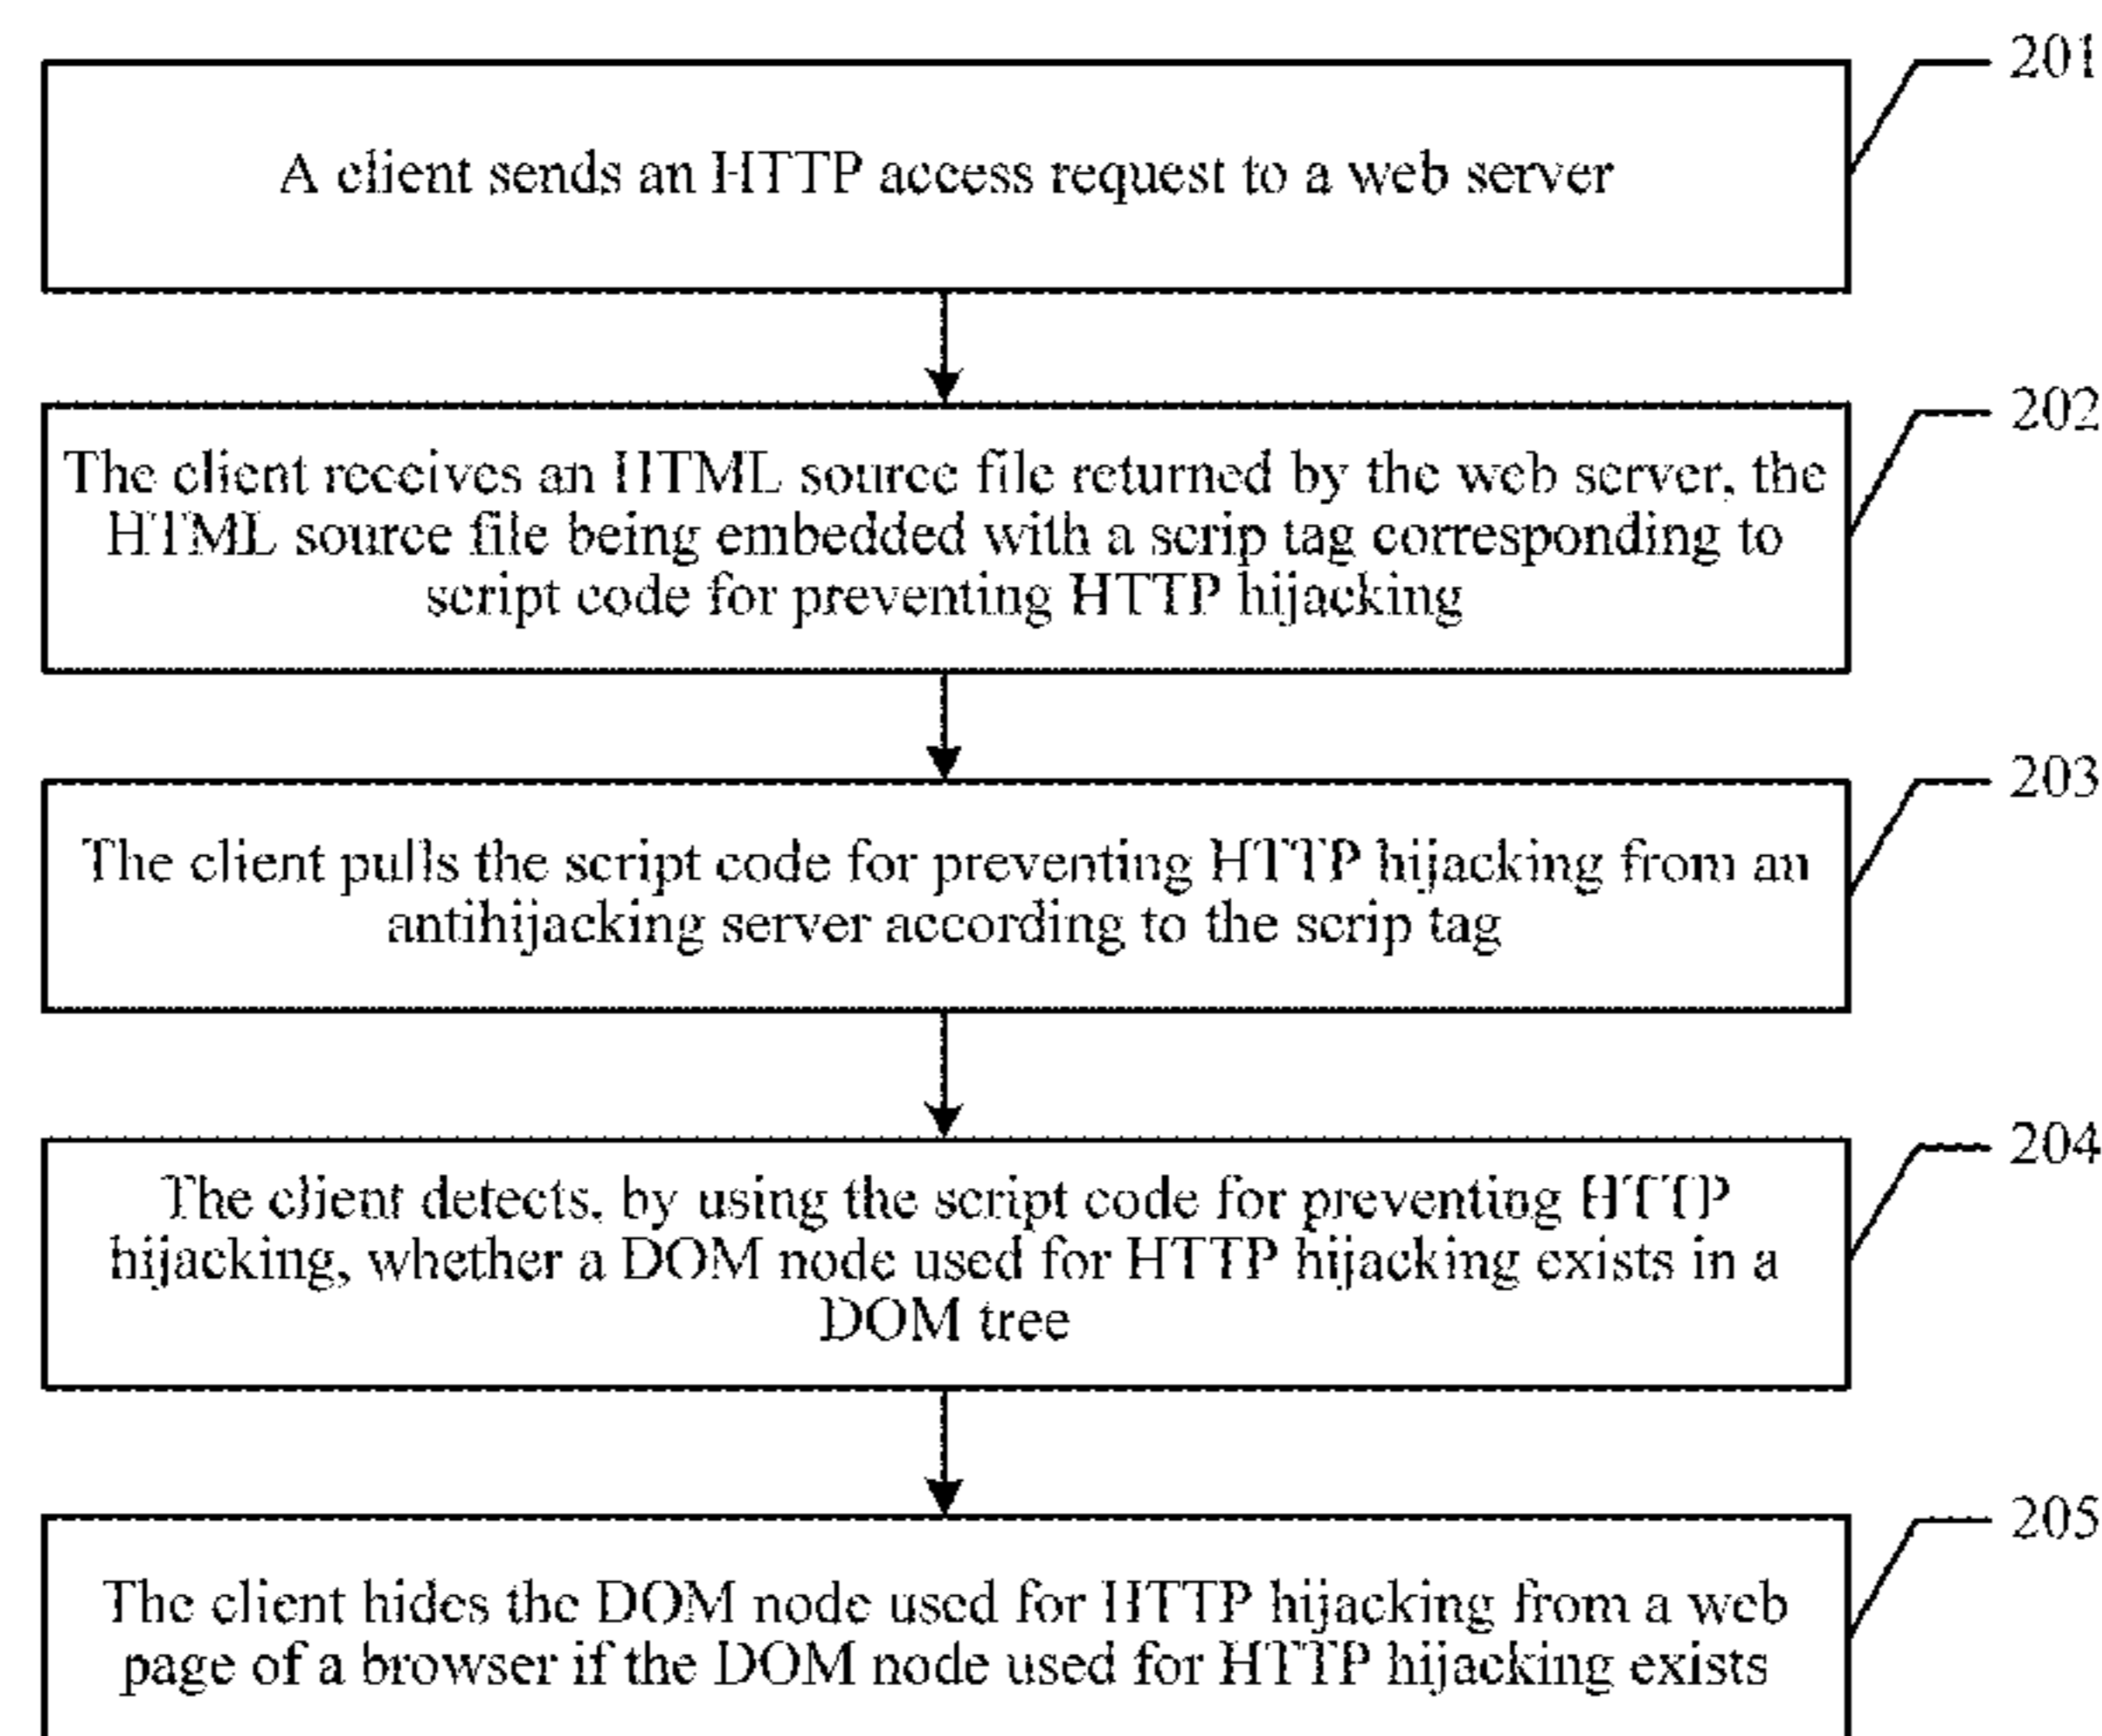 201
A client sends an HTTP access request to a web server
202
The client receives an HTML source file returned by the web server, the
HTML source file being embedded with a scrip tag corresponding to
script code for preventing HTTP hijacking
203
The client pulls the script code for preventing HTTP hijacking from an
antihijacking server according to the scrip tag
204
The client detects, by using the script code for preventing HTTP
hijacking, whether a DOM node used for HTTP hijacking exists in a
DOM tree
205
The client hides the DOM node used for HTTP hijacking from a web
page of a browser if the DOM node used for HTTP hijacking exists